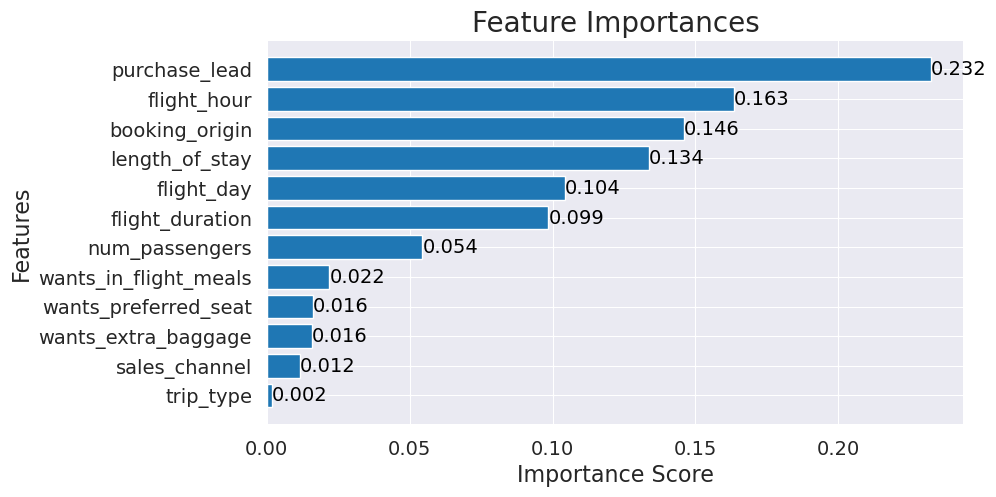 Feature Importances
Features
purchase_lead 0.232
flight_hour 0.163
booking_origin 0.146
length_of_stay 0.134
flight_day 0.104
flight_duration 0.099
num_passengers 0.054
wants_in_flight_meals 0.022
wants_preferred_seat 0.016
wants_extra_baggage 0.016
sales_channel 0.012
trip_type 0.002
0.00 0.05 0.10 0.15 0.20
Importance Score